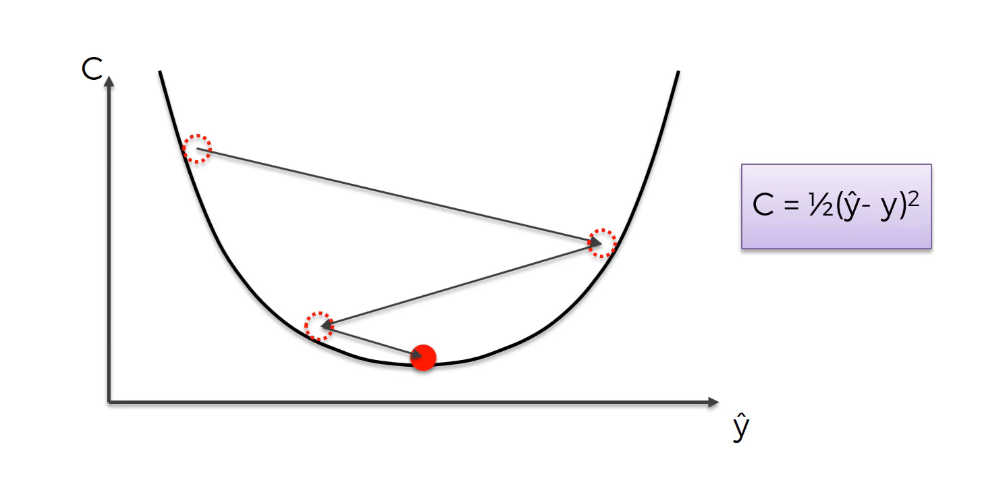 C
C = ½(ŷ- y)²
ŷ